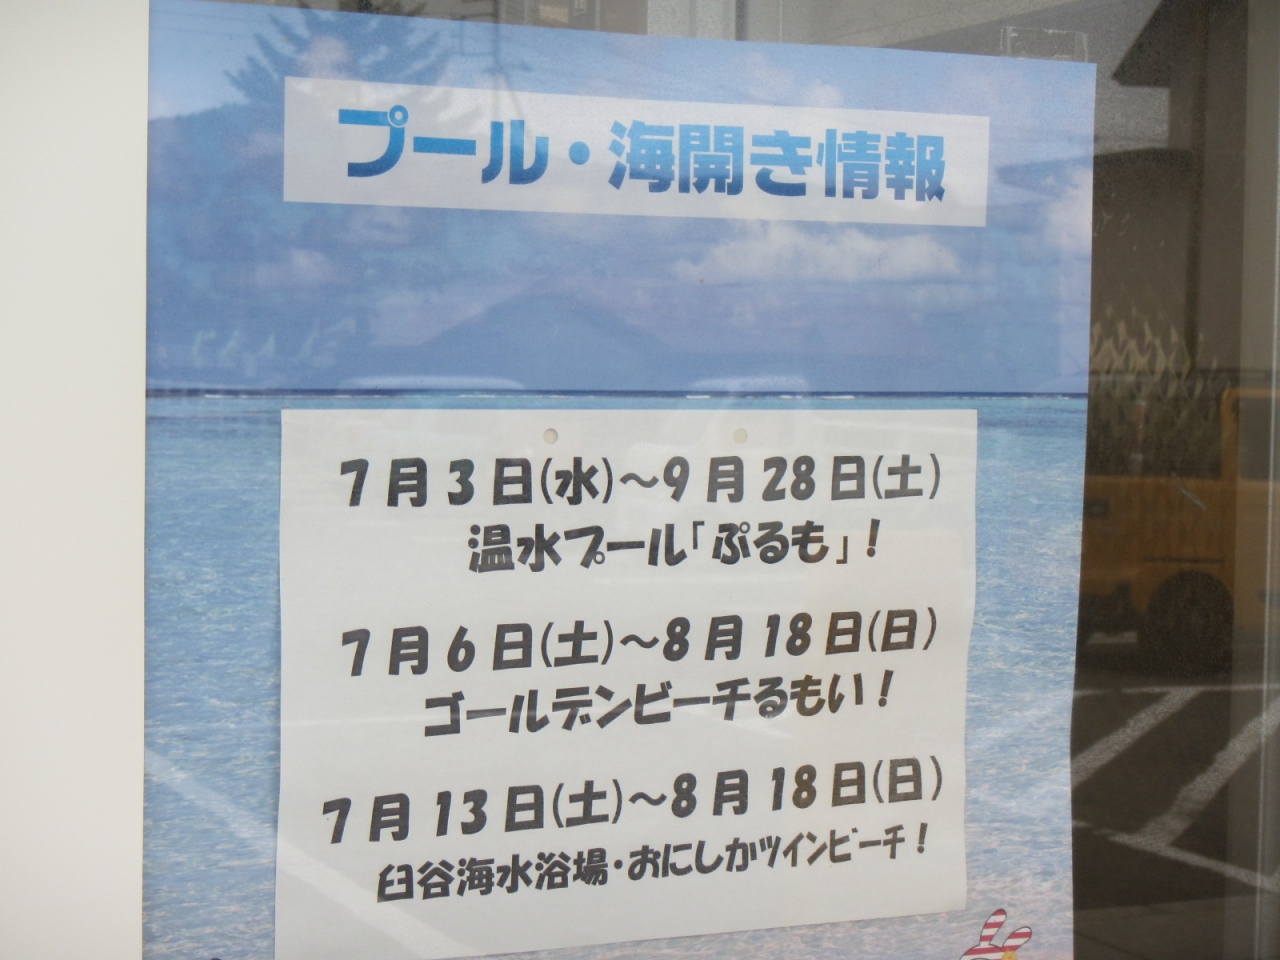 プール・海開き情報
7月3日(水)～9月28日(土)
温水プール「ぷるも」！
7月6日(土)～8月18日(日)
ゴールデンビーチるもい！
7月13日(土)～8月18日(日)
臼谷海水浴場・おにしかツインビーチ！